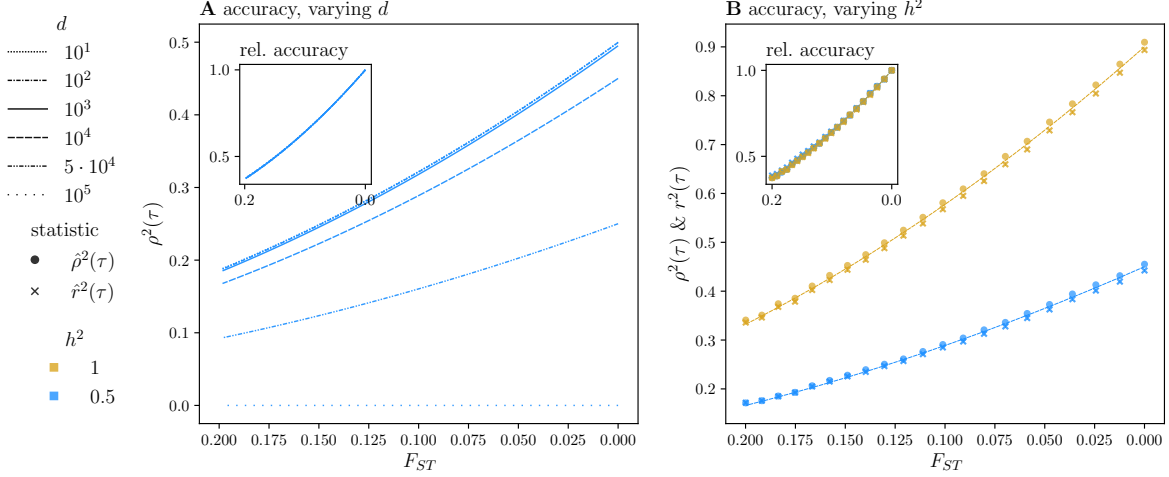 d
10^1
10^2
10^3
10^4
5 · 10^4
10^5
statistic
ρ̂²(τ)
r̂²(τ)
h²
1
0.5
A accuracy, varying d
rel. accuracy
1.0
0.5
0.2
0.0
0.5
0.4
0.3
0.2
0.1
0.0
ρ²(τ)
0.200 0.175 0.150 0.125 0.100 0.075 0.050 0.025 0.000
F_ST
B accuracy, varying h²
rel. accuracy
1.0
0.5
0.2
0.0
0.9
0.8
0.7
0.6
0.5
0.4
0.3
0.2
ρ²(τ) & r²(τ)
0.200 0.175 0.150 0.125 0.100 0.075 0.050 0.025 0.000
F_ST